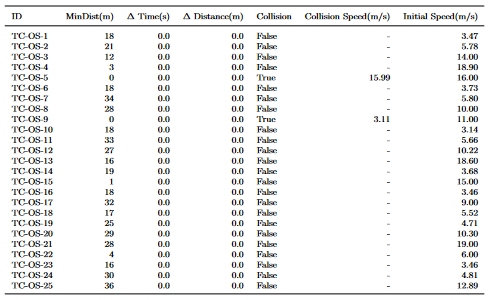 ID MinDist(m) Δ Time(s) Δ Distance(m) Collision Collision Speed(m/s) Initial Speed(m/s)
TC-OS-1 18 0.0 0.0 False - 3.47
TC-OS-2 21 0.0 0.0 False - 5.78
TC-OS-3 12 0.0 0.0 False - 14.00
TC-OS-4 3 0.0 0.0 False - 18.90
TC-OS-5 0 0.0 0.0 True 15.99 16.00
TC-OS-6 18 0.0 0.0 False - 3.73
TC-OS-7 34 0.0 0.0 False - 5.80
TC-OS-8 28 0.0 0.0 False - 10.00
TC-OS-9 0 0.0 0.0 True 3.11 11.00
TC-OS-10 18 0.0 0.0 False - 3.14
TC-OS-11 33 0.0 0.0 False - 5.66
TC-OS-12 27 0.0 0.0 False - 10.22
TC-OS-13 16 0.0 0.0 False - 18.60
TC-OS-14 19 0.0 0.0 False - 3.68
TC-OS-15 1 0.0 0.0 False - 15.00
TC-OS-16 18 0.0 0.0 False - 3.46
TC-OS-17 32 0.0 0.0 False - 9.00
TC-OS-18 17 0.0 0.0 False - 5.52
TC-OS-19 25 0.0 0.0 False - 4.71
TC-OS-20 29 0.0 0.0 False - 10.30
TC-OS-21 28 0.0 0.0 False - 19.00
TC-OS-22 4 0.0 0.0 False - 6.00
TC-OS-23 16 0.0 0.0 False - 3.46
TC-OS-24 30 0.0 0.0 False - 4.81
TC-OS-25 36 0.0 0.0 False - 12.89